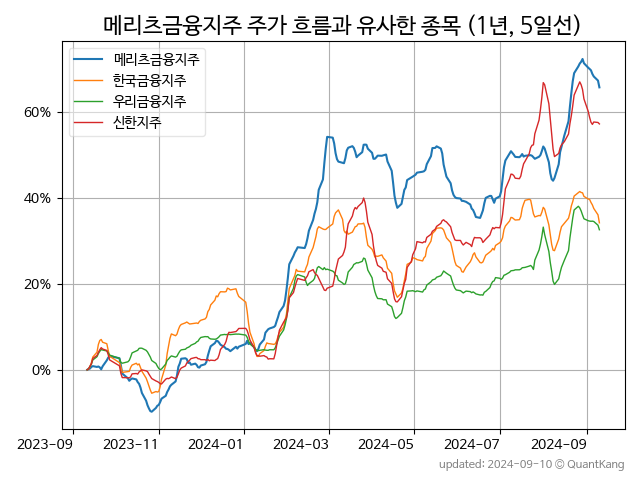 메리츠금융지주 주가 흐름과 유사한 종목 (1년, 5일선)
메리츠금융지주
한국금융지주
우리금융지주
신한지주
60%
40%
20%
0%
2023-09 2023-11 2024-01 2024-03 2024-05 2024-07 2024-09
updated: 2024-09-10 © QuantKang